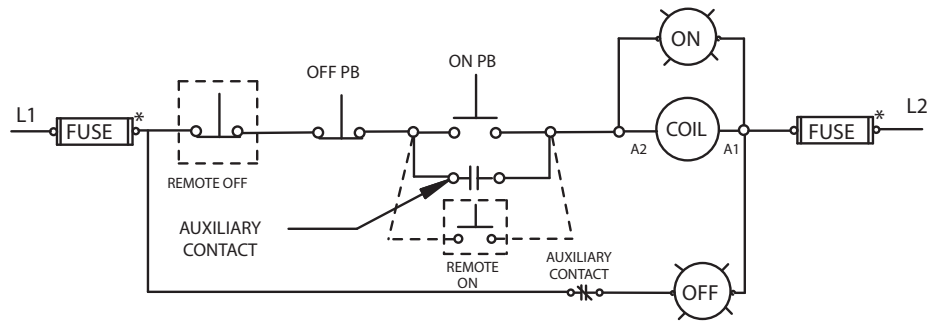 ON
OFF PB
ON PB
L1
FUSE*
COIL
FUSE*
L2
A2
A1
REMOTE OFF
AUXILIARY
CONTACT
REMOTE
ON
AUXILIARY
CONTACT
OFF